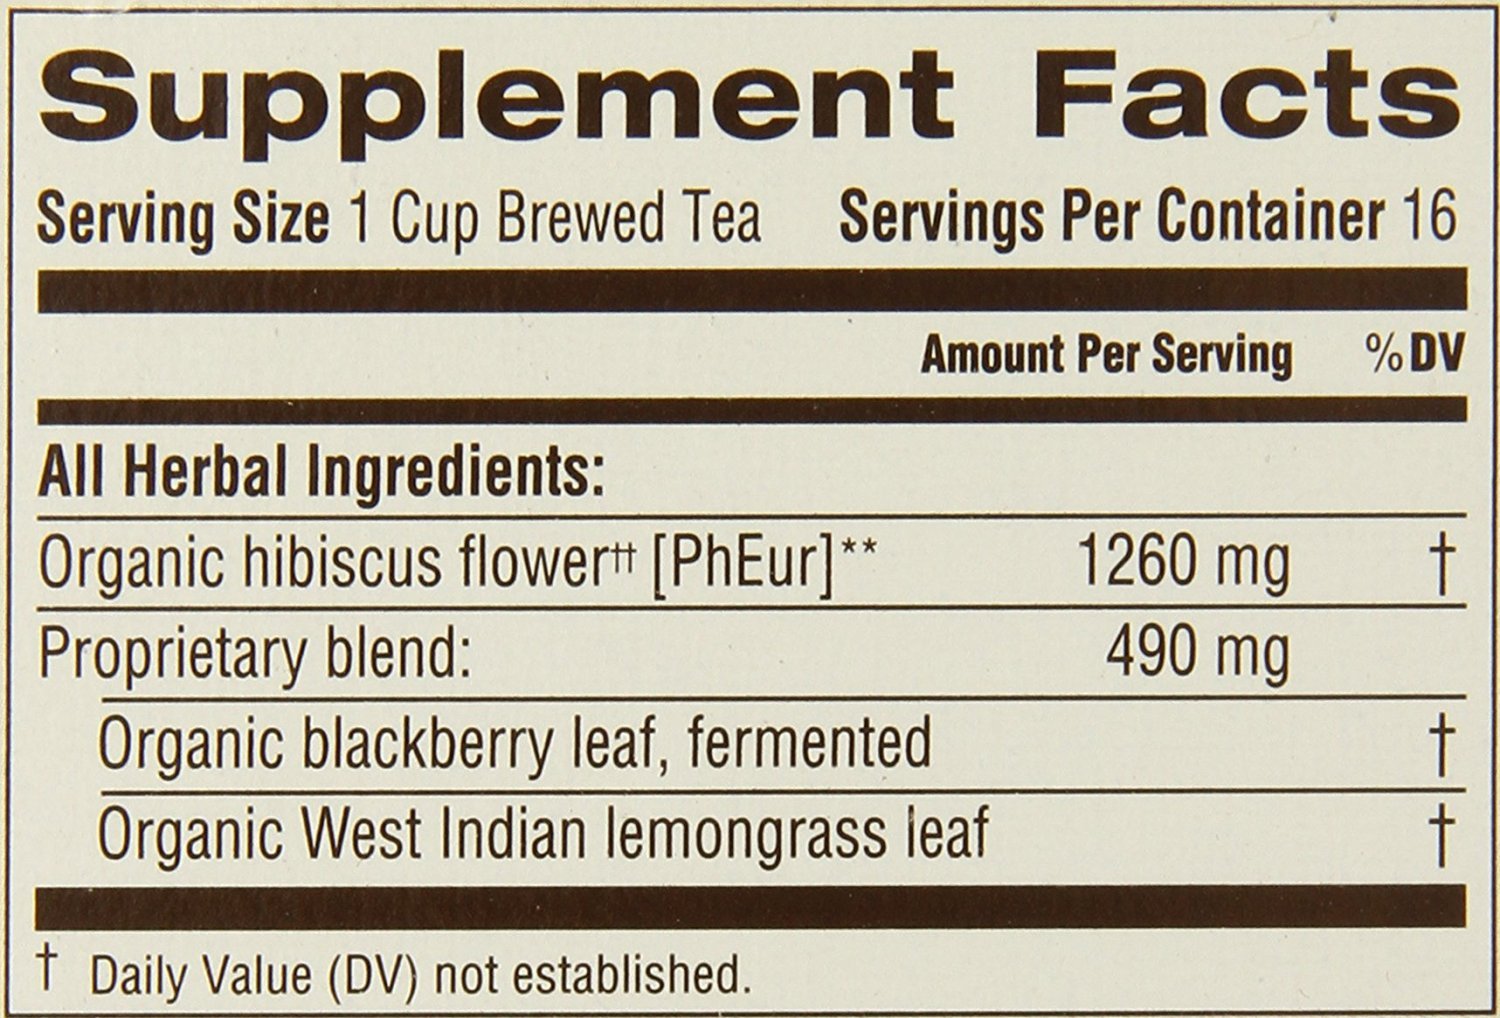 Supplement Facts
Serving Size 1 Cup Brewed Tea Servings Per Container 16
Amount Per Serving %DV
All Herbal Ingredients:
Organic hibiscus flower†† [PhEur]** 1260 mg †
Proprietary blend: 490 mg
Organic blackberry leaf, fermented †
Organic West Indian lemongrass leaf †
† Daily Value (DV) not established.